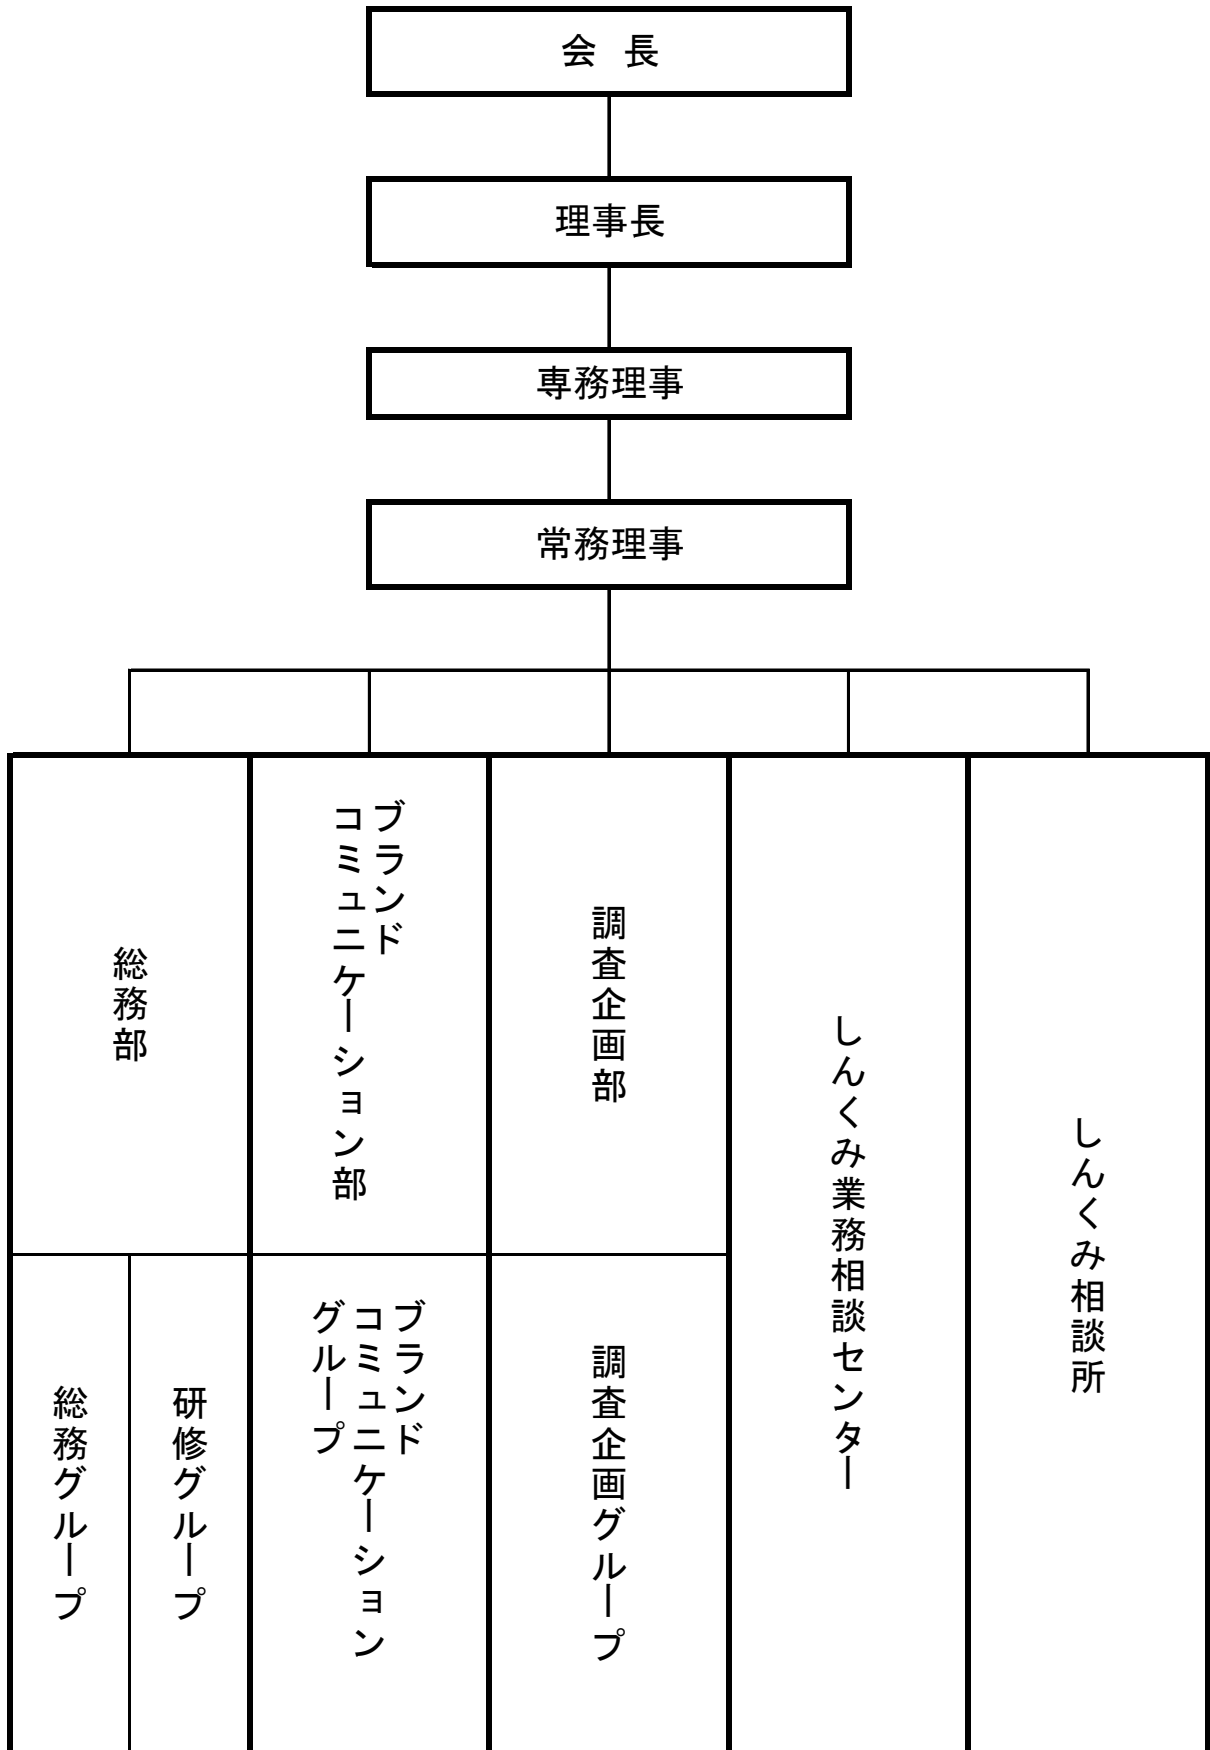 会 長
理事長
専務理事
常務理事
総務部
ブランド
コミュニケーション部
調査企画部
しんくみ業務相談センター
しんくみ相談所
総務グループ
研修グループ
ブランド
コミュニケーション
グループ
調査企画グループ